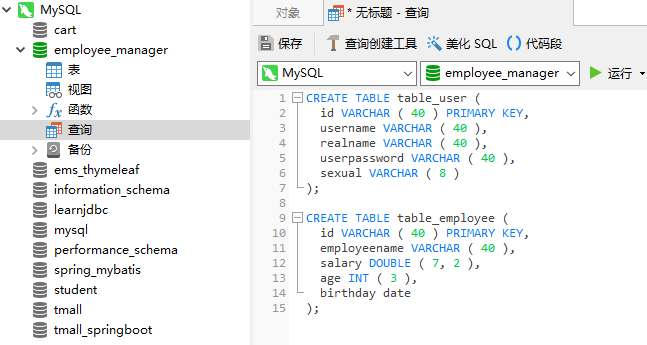 MySQL
cart
employee_manager
表
视图
函数
查询
备份
ems_thymeleaf
information_schema
learnjdbc
mysql
performance_schema
spring_mybatis
student
tmall
tmall_springboot
对象
* 无标题 - 查询
保存 查询创建工具 美化 SQL () 代码段
MySQL employee_manager 运行
1 CREATE TABLE table_user (
2 id VARCHAR ( 40 ) PRIMARY KEY,
3 username VARCHAR ( 40 ),
4 realname VARCHAR ( 40 ),
5 userpassword VARCHAR ( 40 ),
6 sexual VARCHAR ( 8 )
7 );
8
9 CREATE TABLE table_employee (
10 id VARCHAR ( 40 ) PRIMARY KEY,
11 employeename VARCHAR ( 40 ),
12 salary DOUBLE ( 7, 2 ),
13 age INT ( 3 ),
14 birthday date
15 );